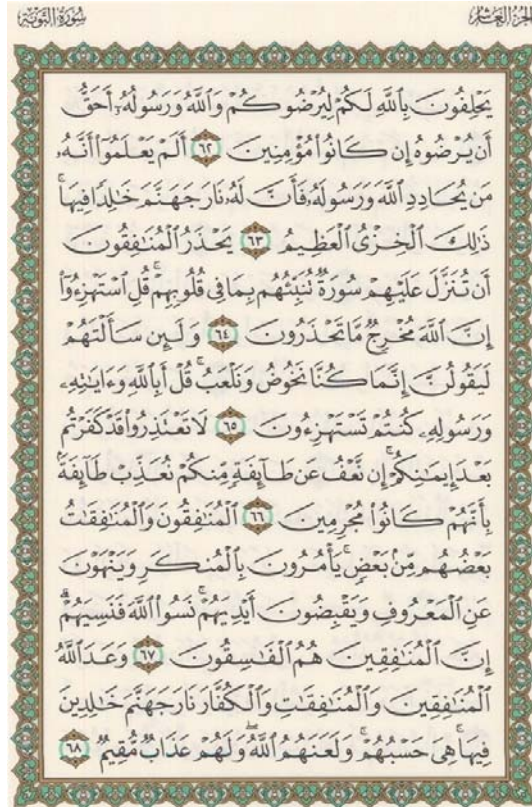 الجزء العاشر
سُورَةُ التَّوْبَةِ
يَحْلِفُونَ بِٱللَّهِ لَكُمْ لِيُرْضُوكُمْ وَٱللَّهُ وَرَسُولُهُۥٓ أَحَقُّ
أَن يُرْضُوهُ إِن كَانُوا۟ مُؤْمِنِينَ ٦٢ أَلَمْ يَعْلَمُوٓا۟ أَنَّهُۥ
مَن يُحَادِدِ ٱللَّهَ وَرَسُولَهُۥ فَأَنَّ لَهُۥ نَارَ جَهَنَّمَ خَٰلِدًا فِيهَا ۚ
ذَٰلِكَ ٱلْخِزْىُ ٱلْعَظِيمُ ٦٣ يَحْذَرُ ٱلْمُنَٰفِقُونَ
أَن تُنَزَّلَ عَلَيْهِمْ سُورَةٌ تُنَبِّئُهُم بِمَا فِى قُلُوبِهِمْ ۚ قُلِ ٱسْتَهْزِءُوٓا۟
إِنَّ ٱللَّهَ مُخْرِجٌ مَّا تَحْذَرُونَ ٦٤ وَلَئِن سَأَلْتَهُمْ
لَيَقُولُنَّ إِنَّمَا كُنَّا نَخُوضُ وَنَلْعَبُ ۚ قُلْ أَبِٱللَّهِ وَءَايَٰتِهِۦ
وَرَسُولِهِۦ كُنتُمْ تَسْتَهْزِءُونَ ٦٥ لَا تَعْتَذِرُوا۟ قَدْ كَفَرْتُم
بَعْدَ إِيمَٰنِكُمْ ۚ إِن نَّعْفُ عَن طَآئِفَةٍ مِّنكُمْ نُعَذِّبْ طَآئِفَةًۢ
بِأَنَّهُمْ كَانُوا۟ مُجْرِمِينَ ٦٦ ٱلْمُنَٰفِقُونَ وَٱلْمُنَٰفِقَٰتُ
بَعْضُهُم مِّنۢ بَعْضٍ ۚ يَأْمُرُونَ بِٱلْمُنكَرِ وَيَنْهَوْنَ
عَنِ ٱلْمَعْرُوفِ وَيَقْبِضُونَ أَيْدِيَهُمْ ۚ نَسُوا۟ ٱللَّهَ فَنَسِيَهُمْ ۗ
إِنَّ ٱلْمُنَٰفِقِينَ هُمُ ٱلْفَٰسِقُونَ ٦٧ وَعَدَ ٱللَّهُ
ٱلْمُنَٰفِقِينَ وَٱلْمُنَٰفِقَٰتِ وَٱلْكُفَّارَ نَارَ جَهَنَّمَ خَٰلِدِينَ
فِيهَا ۚ هِىَ حَسْبُهُمْ ۚ وَلَعَنَهُمُ ٱللَّهُ ۖ وَلَهُمْ عَذَابٌ مُّقِيمٌ ٦٨